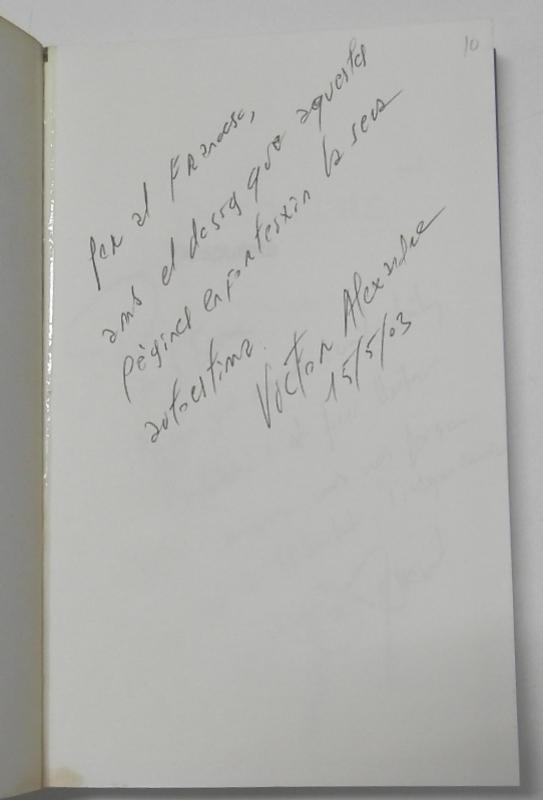 10
Per al Francesc,
amb el desig que aquestes
pàgines enforteixin la seva
autoestima.
Víctor Alexandre
15/5/03